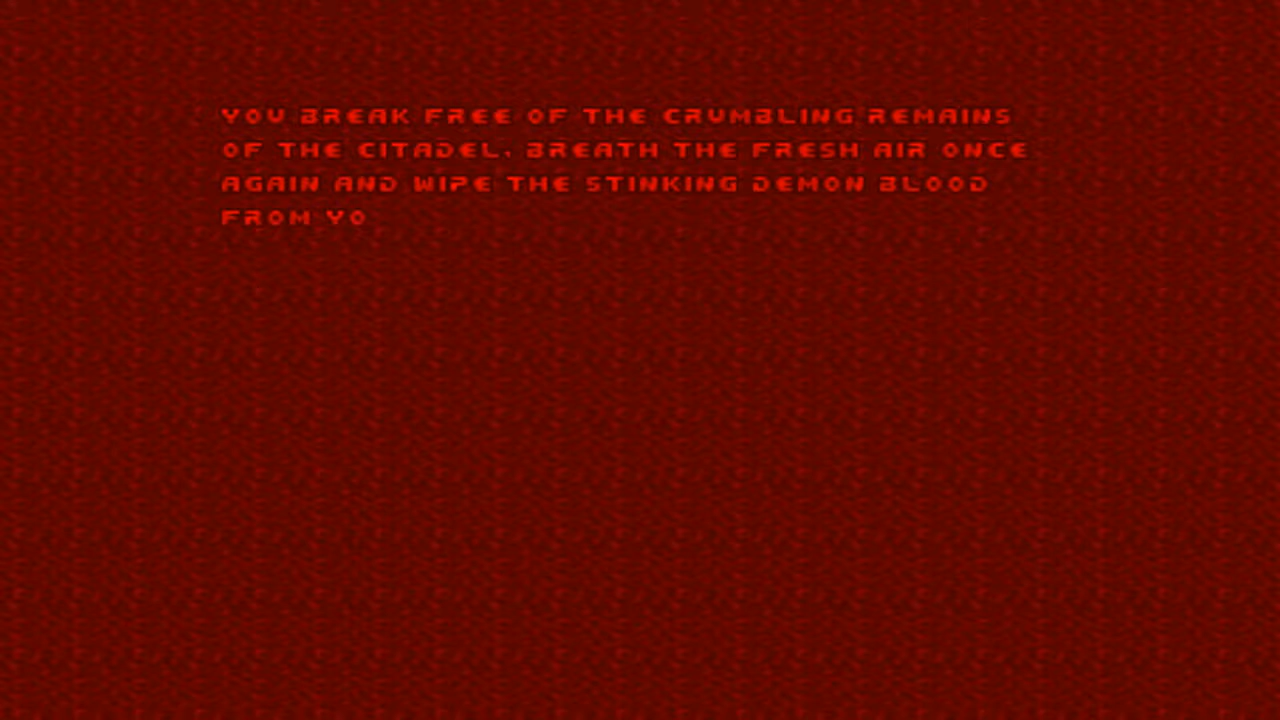 YOU BREAK FREE OF THE CRUMBLING REMAINS
OF THE CITADEL. BREATH THE FRESH AIR ONCE
AGAIN AND WIPE THE STINKING DEMON BLOOD
FROM YO